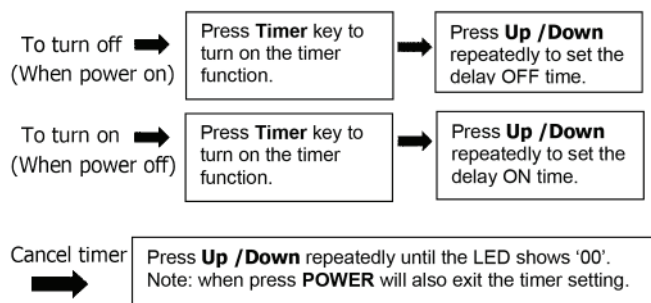 To turn off
(When power on)
Press Timer key to
turn on the timer
function.
Press Up /Down
repeatedly to set the
delay OFF time.
To turn on
(When power off)
Press Timer key to
turn on the timer
function.
Press Up /Down
repeatedly to set the
delay ON time.
Cancel timer
Press Up /Down repeatedly until the LED shows ‘00’.
Note: when press POWER will also exit the timer setting.